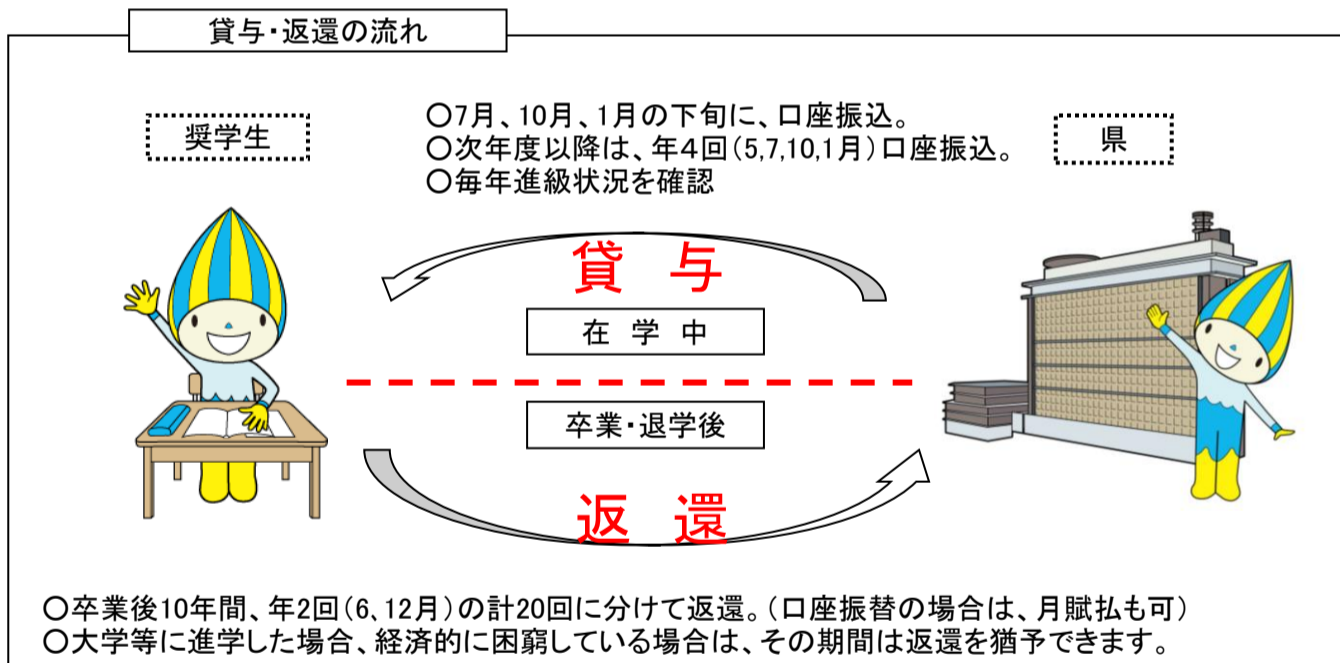 貸与・返還の流れ
奨学生
○7月、10月、1月の下旬に、口座振込。
○次年度以降は、年4回(5,7,10,1月)口座振込。
○毎年進級状況を確認
県
貸 与
在 学 中
卒業・退学後
返 還
○卒業後10年間、年2回(6,12月)の計20回に分けて返還。(口座振替の場合は、月賦払も可)
○大学等に進学した場合、経済的に困窮している場合は、その期間は返還を猶予できます。